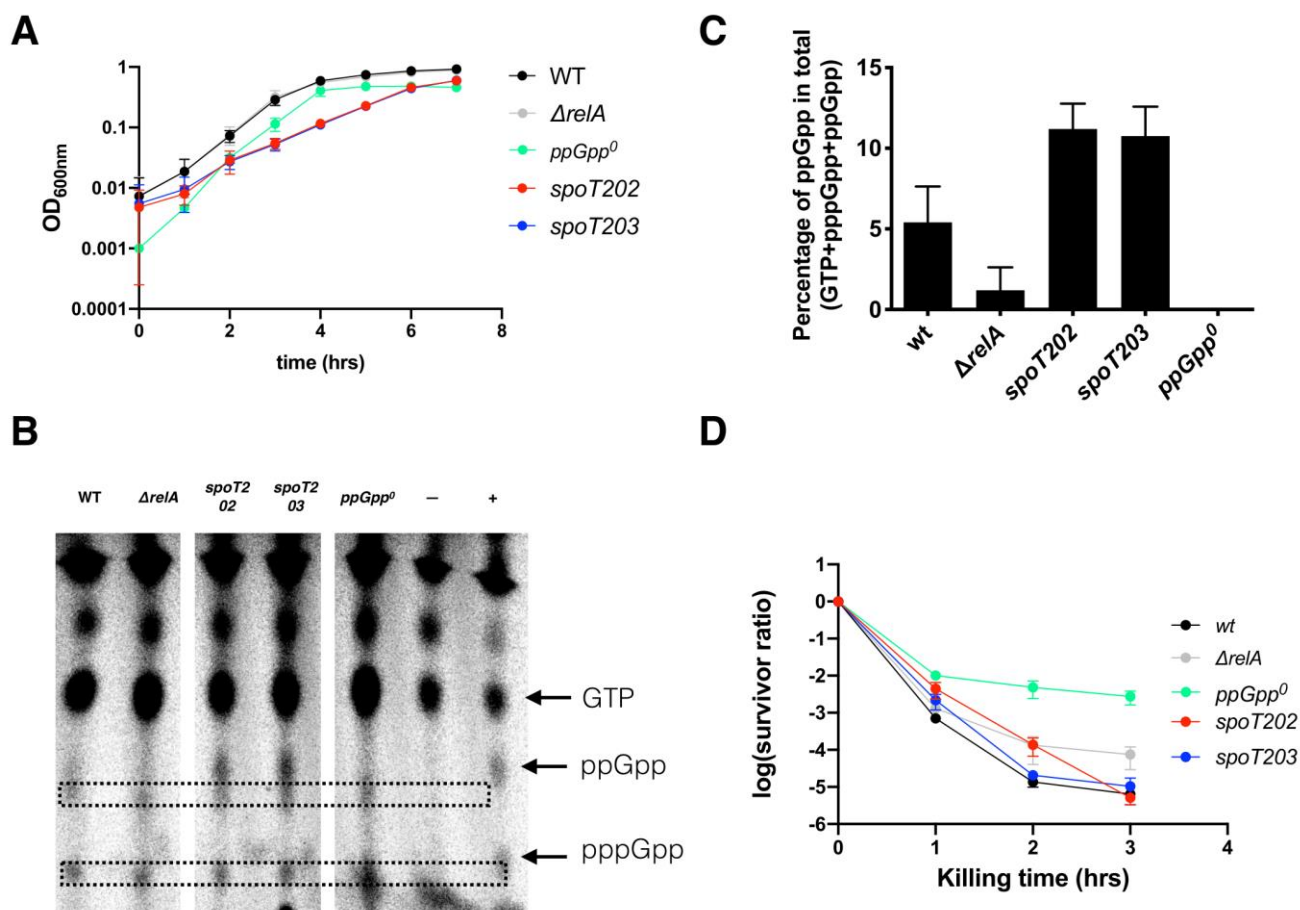 A
OD600nm
1
0.1
0.01
0.001
0.0001
0 2 4 6 8
time (hrs)
WT
ΔrelA
ppGpp⁰
spoT202
spoT203
C
Percentage of ppGpp in total
(GTP+pppGpp+ppGpp)
15
10
5
0
wt
ΔrelA
spoT202
spoT203
ppGpp⁰
B
WT ΔrelA spoT2 spoT2 ppGpp⁰ – +
02 03
GTP
ppGpp
pppGpp
D
log(survivor ratio)
1
0
-1
-2
-3
-4
-5
-6
0 1 2 3 4
Killing time (hrs)
wt
ΔrelA
ppGpp⁰
spoT202
spoT203